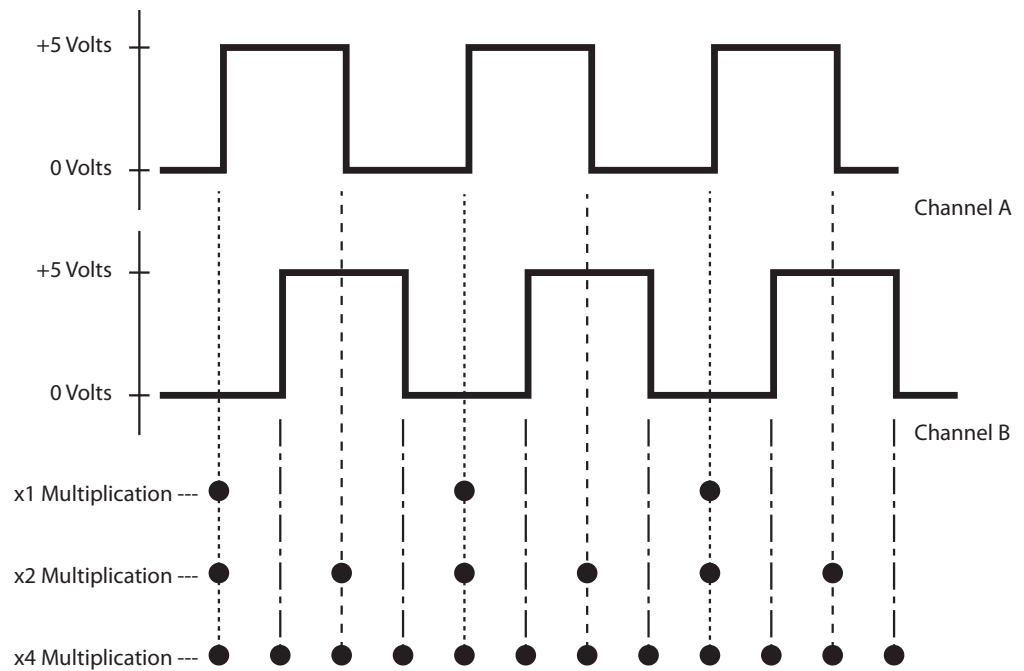 +5 Volts
0 Volts
Channel A
+5 Volts
0 Volts
Channel B
x1 Multiplication ---
x2 Multiplication ---
x4 Multiplication ---